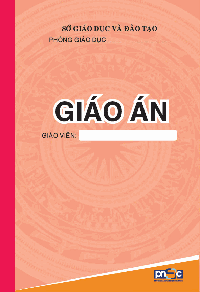 SỞ GIÁO DỤC VÀ ĐÀO TẠO
PHÒNG GIÁO DỤC
GIÁO ÁN
GIÁO VIÊN: